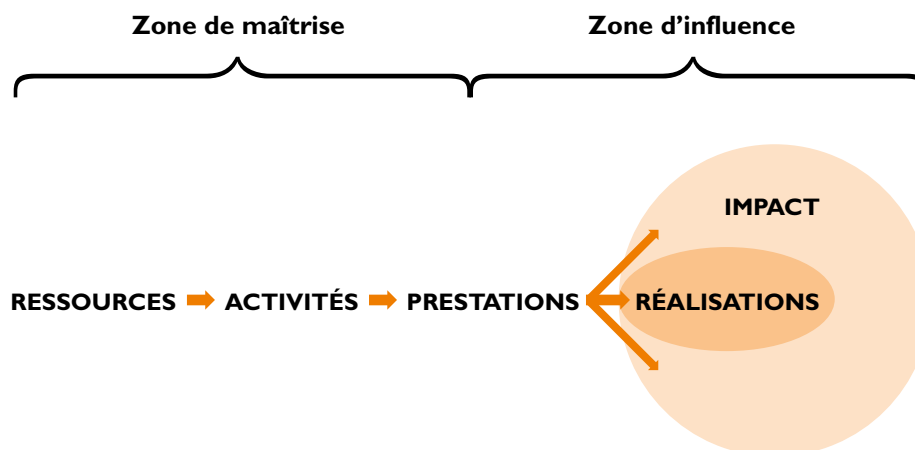 Zone de maîtrise
Zone d'influence
IMPACT
RESSOURCES
ACTIVITÉS
PRESTATIONS
RÉALISATIONS